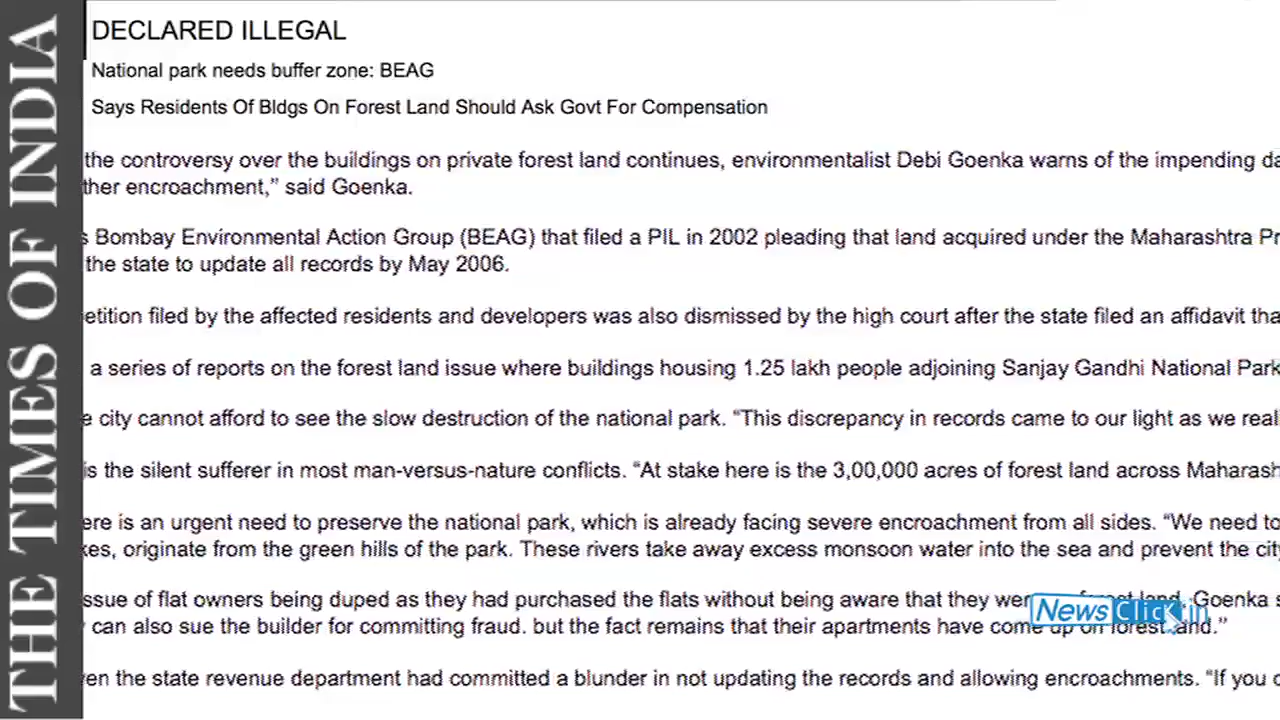 THE TIMES OF INDIA
DECLARED ILLEGAL
National park needs buffer zone: BEAG
Says Residents Of Bldgs On Forest Land Should Ask Govt For Compensation
the controversy over the buildings on private forest land continues, environmentalist Debi Goenka warns of the impending
ther encroachment,” said Goenka.
s Bombay Environmental Action Group (BEAG) that filed a PIL in 2002 pleading that land acquired under the Maharashtra
the state to update all records by May 2006.
etition filed by the affected residents and developers was also dismissed by the high court after the state filed an affidavit
a series of reports on the forest land issue where buildings housing 1.25 lakh people adjoining Sanjay Gandhi National Park
city cannot afford to see the slow destruction of the national park. “This discrepancy in records came to our light as we
is the silent sufferer in most man-versus-nature conflicts. “At stake here is the 3,00,000 acres of forest land across
ere is an urgent need to preserve the national park, which is already facing severe encroachment from all sides. “We need to
kes, originate from the green hills of the park. These rivers take away excess monsoon water into the sea and prevent the
ssue of flat owners being duped as they had purchased the flats without being aware that they forest land. Goenka
can also sue the builder for committing fraud. but the fact remains that their apartments have come up on forest land.”
en the state revenue department had committed a blunder in not updating the records and allowing encroachments. “If you
NewsClick.in